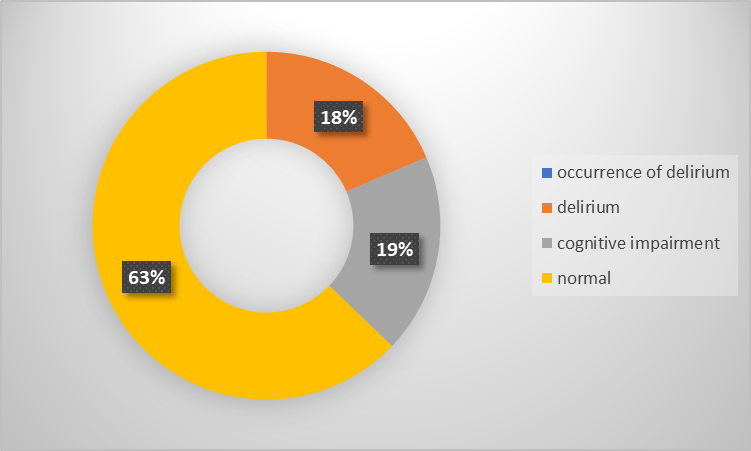 18%
19%
63%
occurrence of delirium
delirium
cognitive impairment
normal